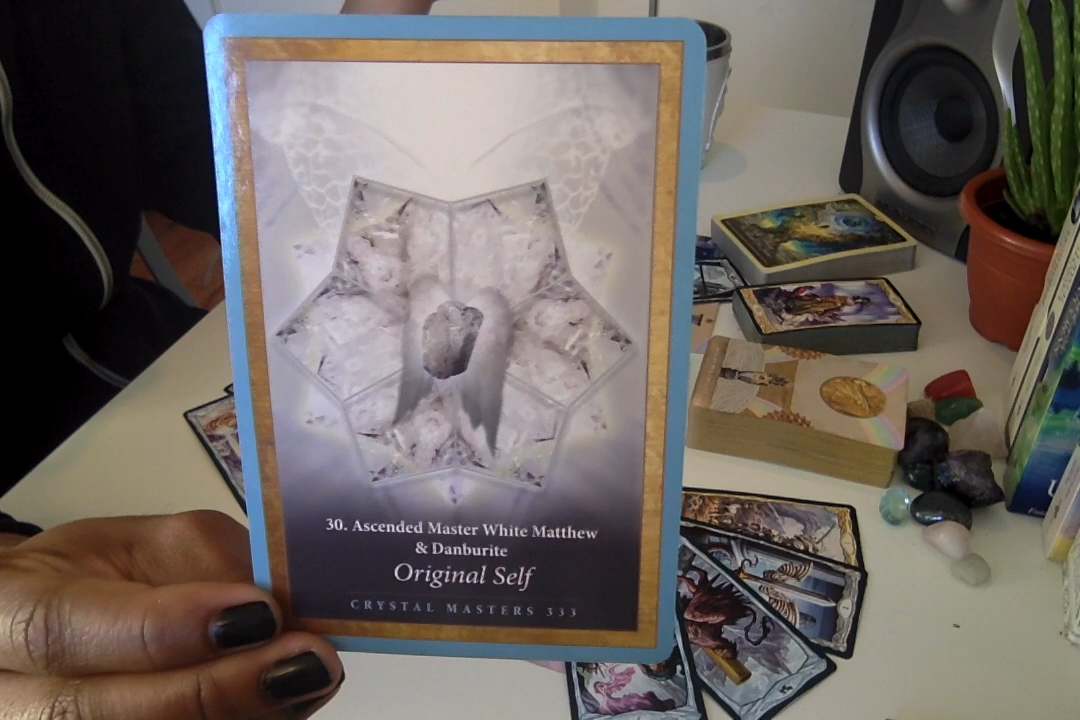 30. Ascended Master White Matthew
& Danburite
Original Self
CRYSTAL MASTERS 333